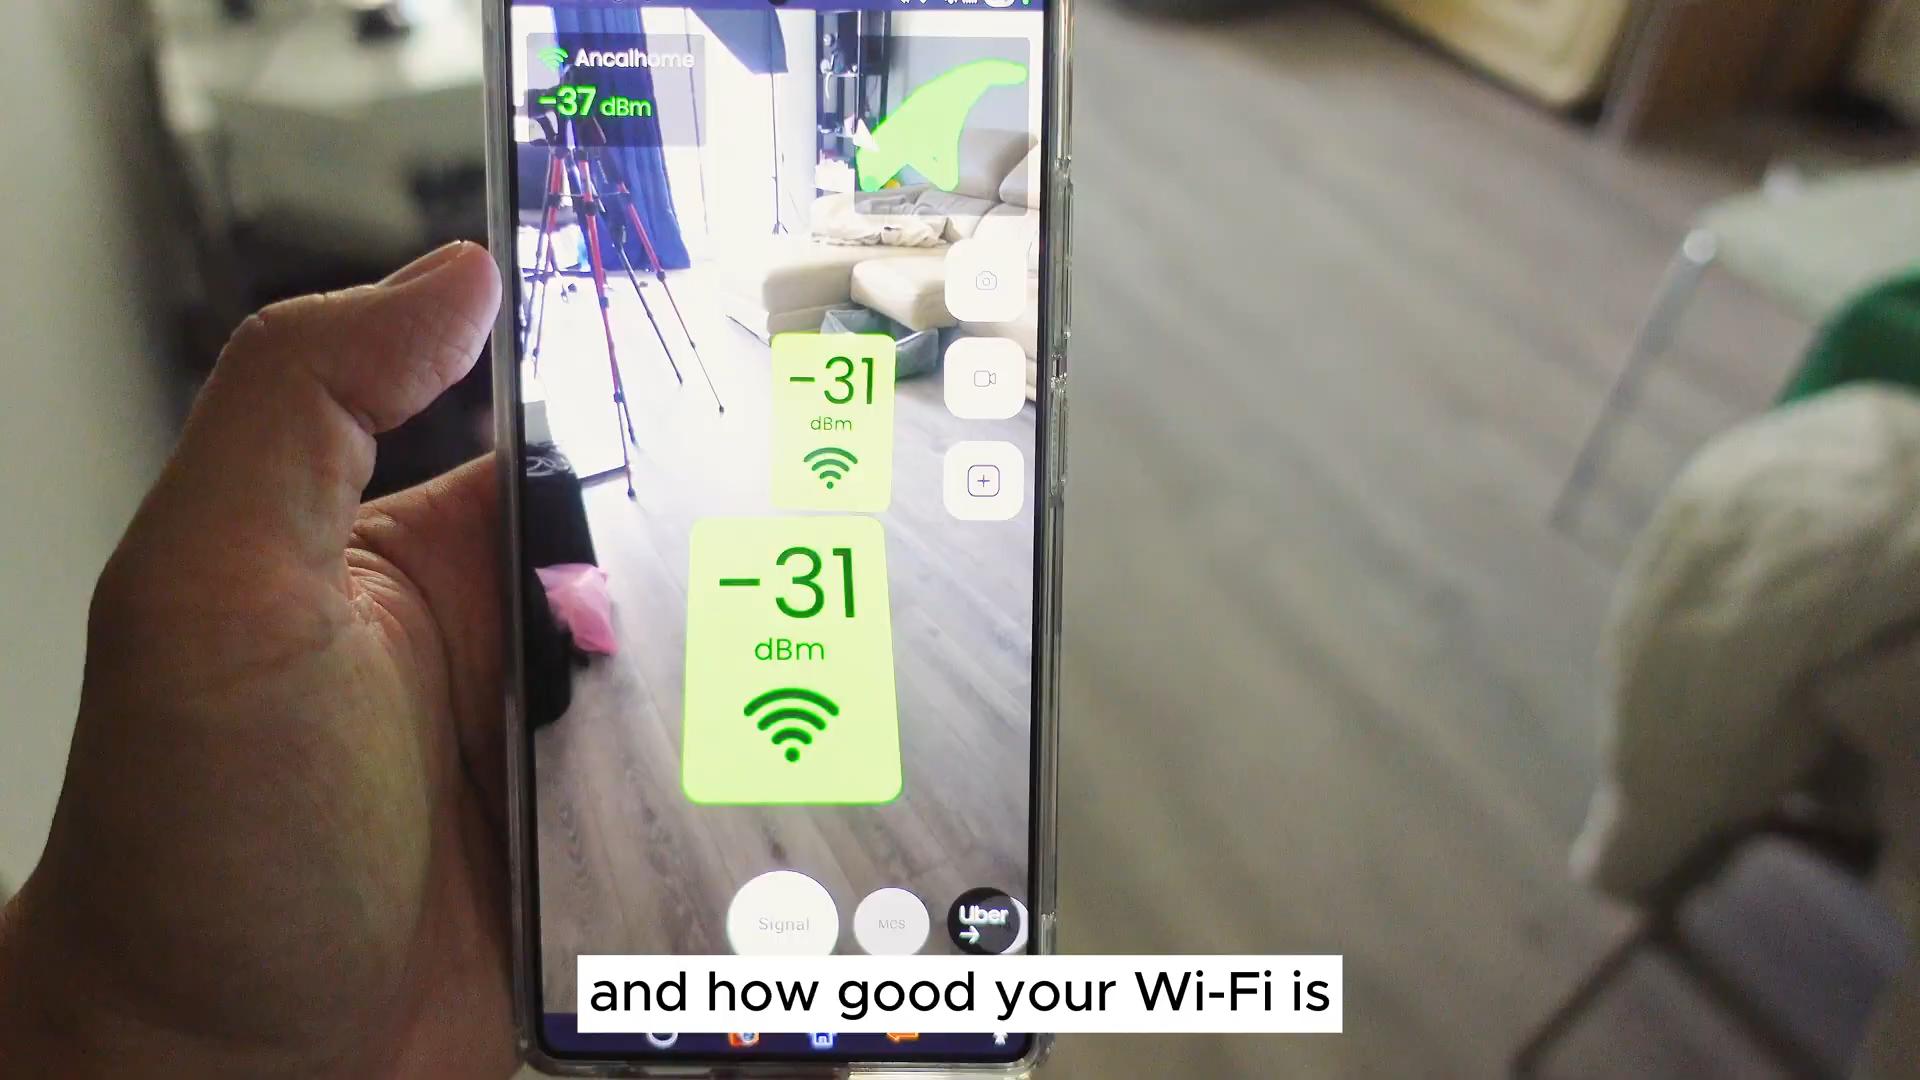 Ancalhome
-37 dBm
-31
dBm
-31
dBm
Signal
MCS
Uber
and how good your Wi-Fi is